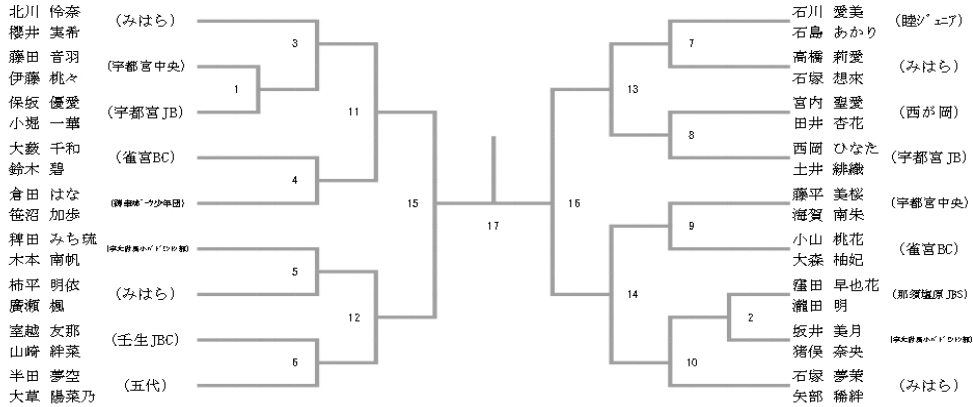 北川 伶奈
(みはら)
櫻井 実希
藤田 音羽
(宇都宮中央)
伊藤 桃々
保坂 優愛
(宇都宮JB)
小堀 一華
大薮 千和
(雀宮BC)
鈴木 碧
倉田 はな
笹沼 加歩
稗田 みち琉
木本 南帆
柿平 明依
(みはら)
廣瀬 楓
室越 友那
(壬生JBC)
山崎 絆菜
半田 夢空
(五代)
大草 陽菜乃
3
1
11
4
15
5
12
6
17
7
13
8
16
9
14
2
10
石川 愛美
(睦ジュニア)
石島 あかり
高橋 莉愛
(みはら)
石塚 想來
宮内 聖愛
(西が岡)
田井 杏花
西岡 ひなた
(宇都宮JB)
土井 緋織
藤平 美桜
(宇都宮中央)
海賀 南朱
小山 桃花
(雀宮BC)
大森 柚妃
窪田 早也花
(那須塩原JBS)
瀧田 明
坂井 美月
猪俣 奈央
石塚 夢茉
(みはら)
矢部 稀絆